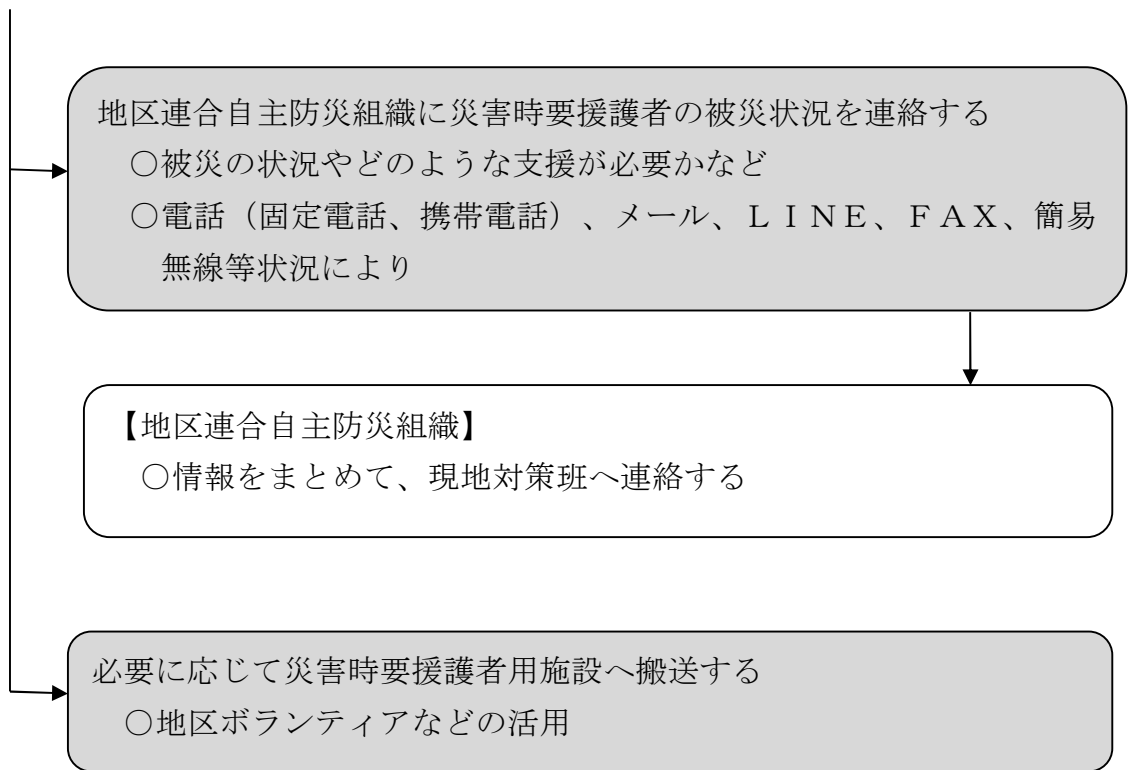 地区連合自主防災組織に災害時要援護者の被災状況を連絡する
○被災の状況やどのような支援が必要かなど
○電話（固定電話、携帯電話）、メール、ＬＩＮＥ、ＦＡＸ、簡易
無線等状況により
【地区連合自主防災組織】
○情報をまとめて、現地対策班へ連絡する
必要に応じて災害時要援護者用施設へ搬送する
○地区ボランティアなどの活用